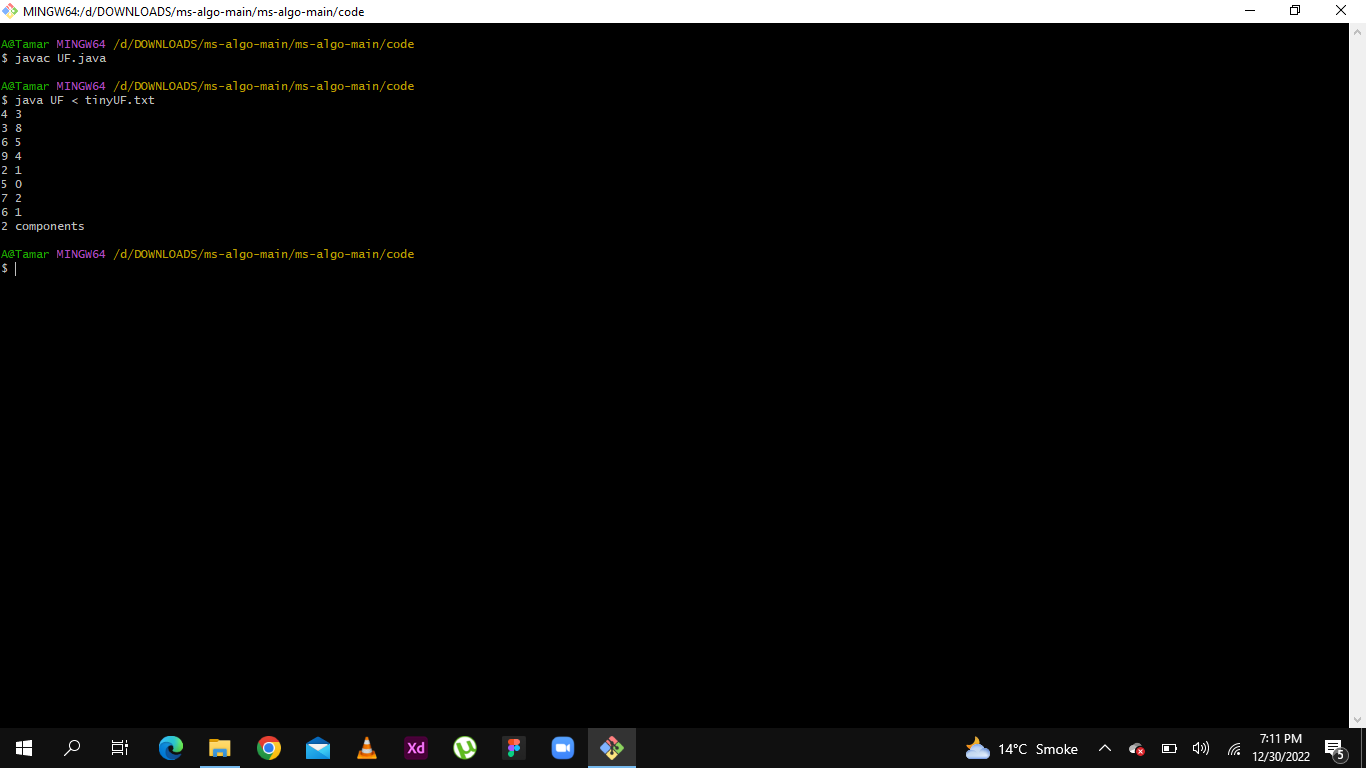 MINGW64:/d/DOWNLOADS/ms-algo-main/ms-algo-main/code
A@Tamar MINGW64 /d/DOWNLOADS/ms-algo-main/ms-algo-main/code
$ javac UF.java
A@Tamar MINGW64 /d/DOWNLOADS/ms-algo-main/ms-algo-main/code
$ java UF < tinyUF.txt
4 3
3 8
6 5
9 4
2 1
5 0
7 2
6 1
2 components
A@Tamar MINGW64 /d/DOWNLOADS/ms-algo-main/ms-algo-main/code
$
Xd
14°C Smoke
7:11 PM
12/30/2022
5